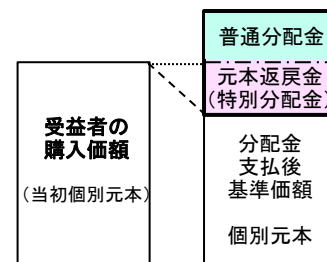 普通分配金
元本返戻金
(特別分配金)
受益者の
購入価額
(当初個別元本)
分配金
支払後
基準価額
個別元本